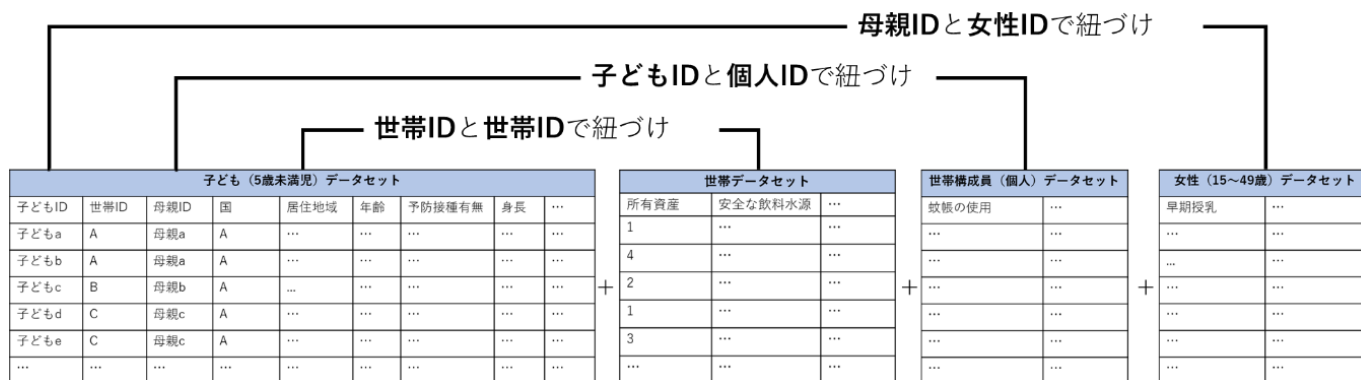 母親IDと女性IDで紐づけ
子どもIDと個人IDで紐づけ
世帯IDと世帯IDで紐づけ
子ども（5歳未満児）データセット
子どもID 世帯ID 母親ID 国 居住地域 年齢 予防接種有無 身長 …
子どもa A 母親a A … … … … …
子どもb A 母親a A … … … … …
子どもc B 母親b A ... … … … …
子どもd C 母親c A … … … … …
子どもe C 母親c A … … … … …
… … … … … … … … …
+
世帯データセット
所有資産 安全な飲料水源 …
1 … …
4 … …
2 … …
1 … …
3 … …
… … …
+
世帯構成員（個人）データセット
蚊帳の使用 …
… …
… …
… …
… …
… …
… …
+
女性（15～49歳）データセット
早期授乳 …
… …
... …
… …
… …
… …
… …